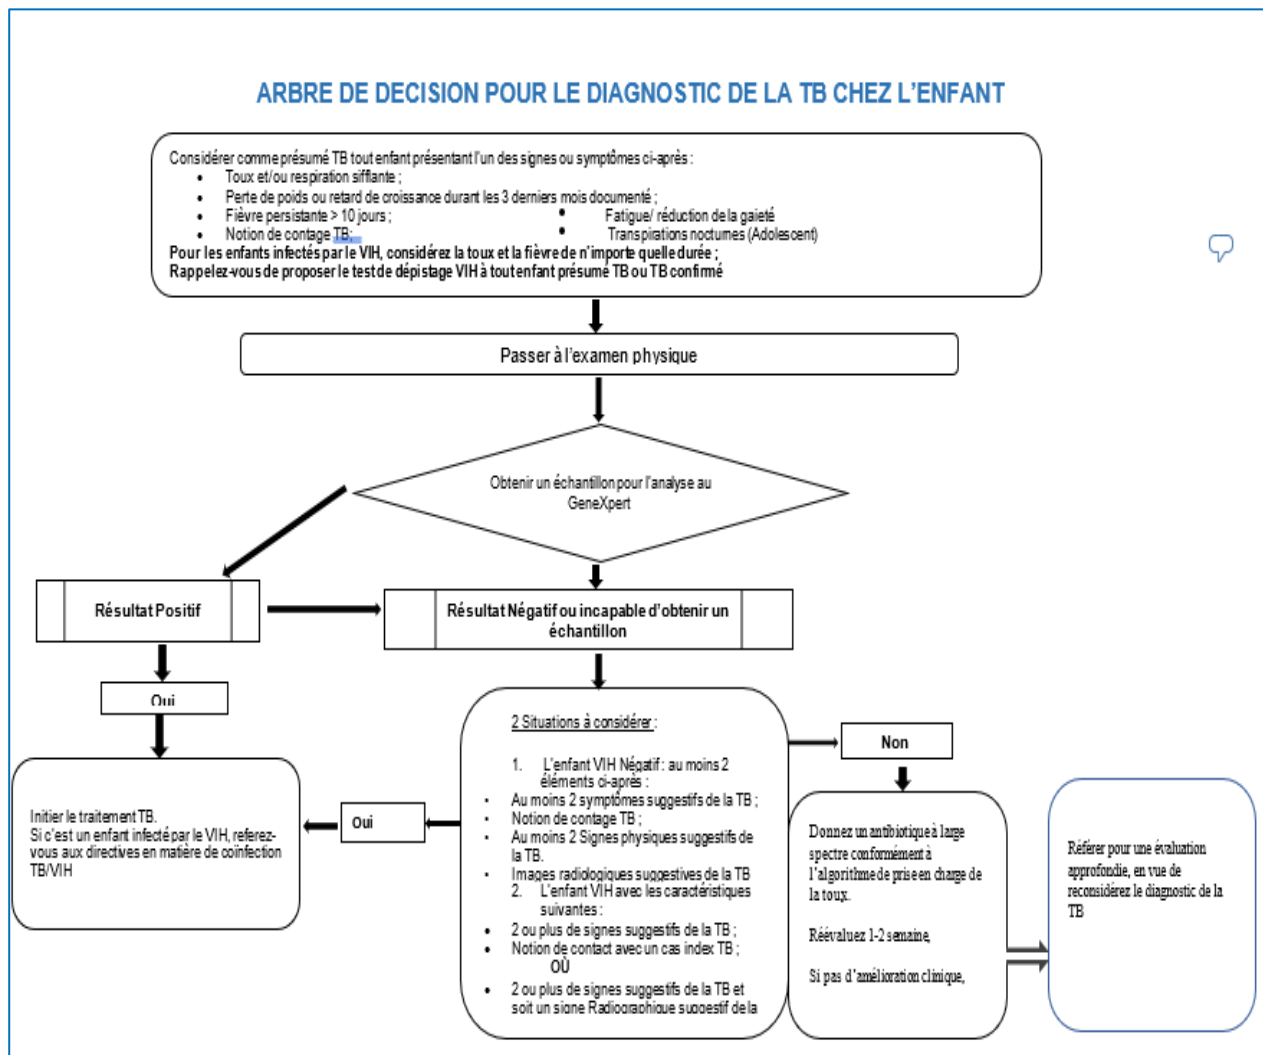 ARBRE DE DECISION POUR LE DIAGNOSTIC DE LA TB CHEZ L'ENFANT
Considérer comme présumé TB tout enfant présentant l'un des signes ou symptômes ci-après :
• Toux et/ou respiration sifflante ;
• Perte de poids ou retard de croissance durant les 3 derniers mois documenté ;
• Fièvre persistante > 10 jours ;
• Fatigue/ réduction de la gaieté
• Notion de contage TB;
• Transpirations nocturnes (Adolescent)
Pour les enfants infectés par le VIH, considérez la toux et la fièvre de n'importe quelle durée ;
Rappelez-vous de proposer le test de dépistage VIH à tout enfant présumé TB ou TB confirmé
Passer à l'examen physique
Obtenir un échantillon pour l'analyse au
GeneXpert
Résultat Positif
Résultat Négatif ou incapable d'obtenir un
échantillon
Oui
Initier le traitement TB.
Si c'est un enfant infecté par le VIH, referez-
vous aux directives en matière de coïnfection
TB/VIH
Oui
2 Situations à considérer :
1. L'enfant VIH Négatif : au moins 2
éléments ci-après :
• Au moins 2 symptômes suggestifs de la TB ;
• Notion de contage TB ;
• Au moins 2 Signes physiques suggestifs de
la TB.
• Images radiologiques suggestives de la TB
2. L'enfant VIH avec les caractéristiques
suivantes :
• 2 ou plus de signes suggestifs de la TB ;
• Notion de contact avec un cas index TB ;
OÙ
• 2 ou plus de signes suggestifs de la TB et
soit un signe Radiographique suggestif de la
Non
Donnez un antibiotique à large
spectre conformément à
l'algorithme de prise en charge de
la toux.
Réévaluez 1-2 semaine,
Si pas d'amélioration clinique,
Référer pour une évaluation
approfondie, en vue de
reconsidérez le diagnostic de la
TB